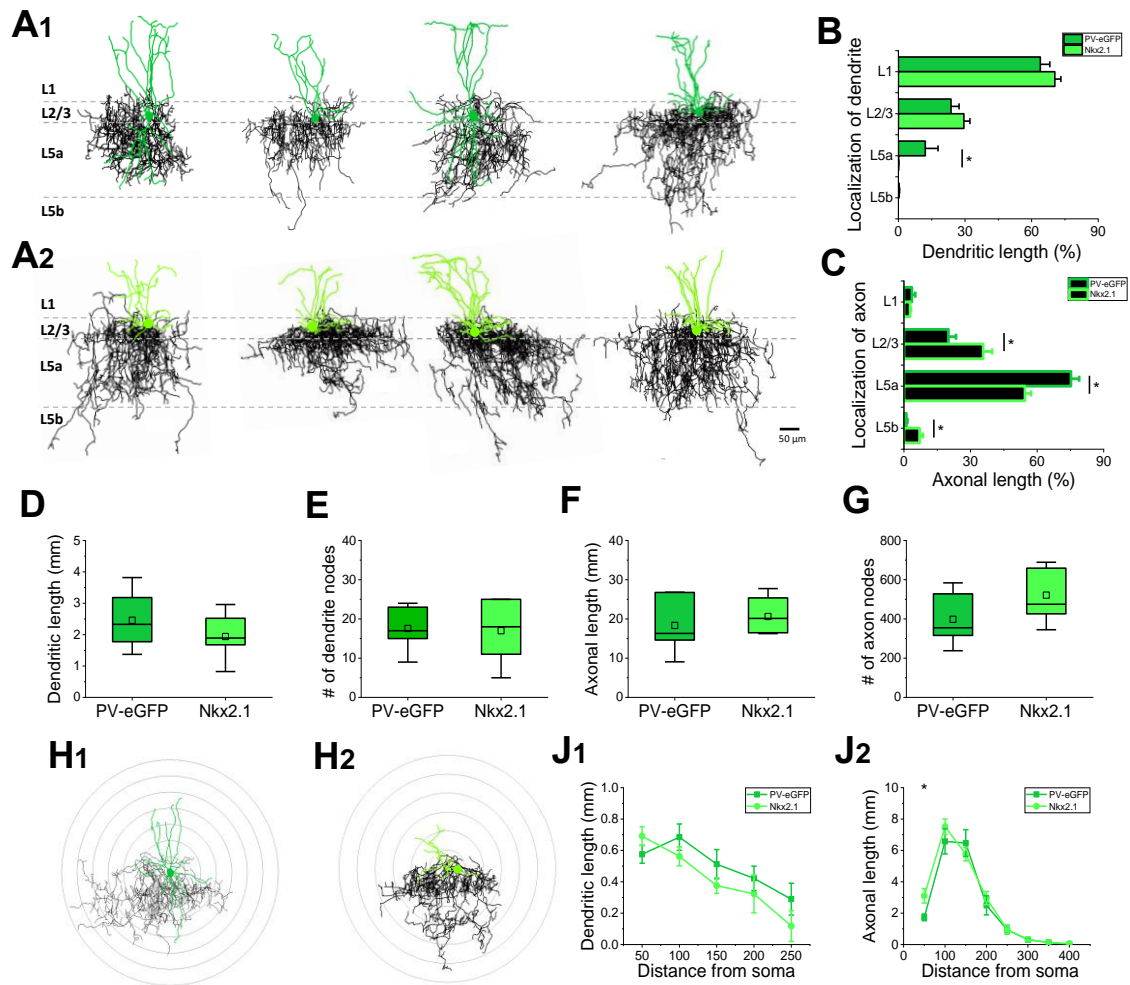 A1
L1
L2/3
L5a
L5b
A2
L1
L2/3
L5a
L5b
50 µm
B
Localization of dendrite
PV-eGFP
Nkx2.1
L1
L2/3
L5a
*
L5b
0 30 60 90
Dendritic length (%)
C
Localization of axon
PV-eGFP
Nkx2.1
L1
L2/3
*
L5a
*
L5b
*
0 30 60 90
Axonal length (%)
D
Dendritic length (mm)
5
4
3
2
1
0
PV-eGFP Nkx2.1
E
# of dendrite nodes
40
30
20
10
0
PV-eGFP Nkx2.1
F
Axonal length (mm)
40
30
20
10
0
PV-eGFP Nkx2.1
G
# of axon nodes
800
600
400
200
0
PV-eGFP Nkx2.1
H1
H2
J1
Dendritic length (mm)
1.0
0.8
0.6
0.4
0.2
0.0
PV-eGFP
Nkx2.1
50 100 150 200 250
Distance from soma
J2
Axonal length (mm)
10
8
6
4
2
0
*
PV-eGFP
Nkx2.1
0 100 200 300 400
Distance from soma